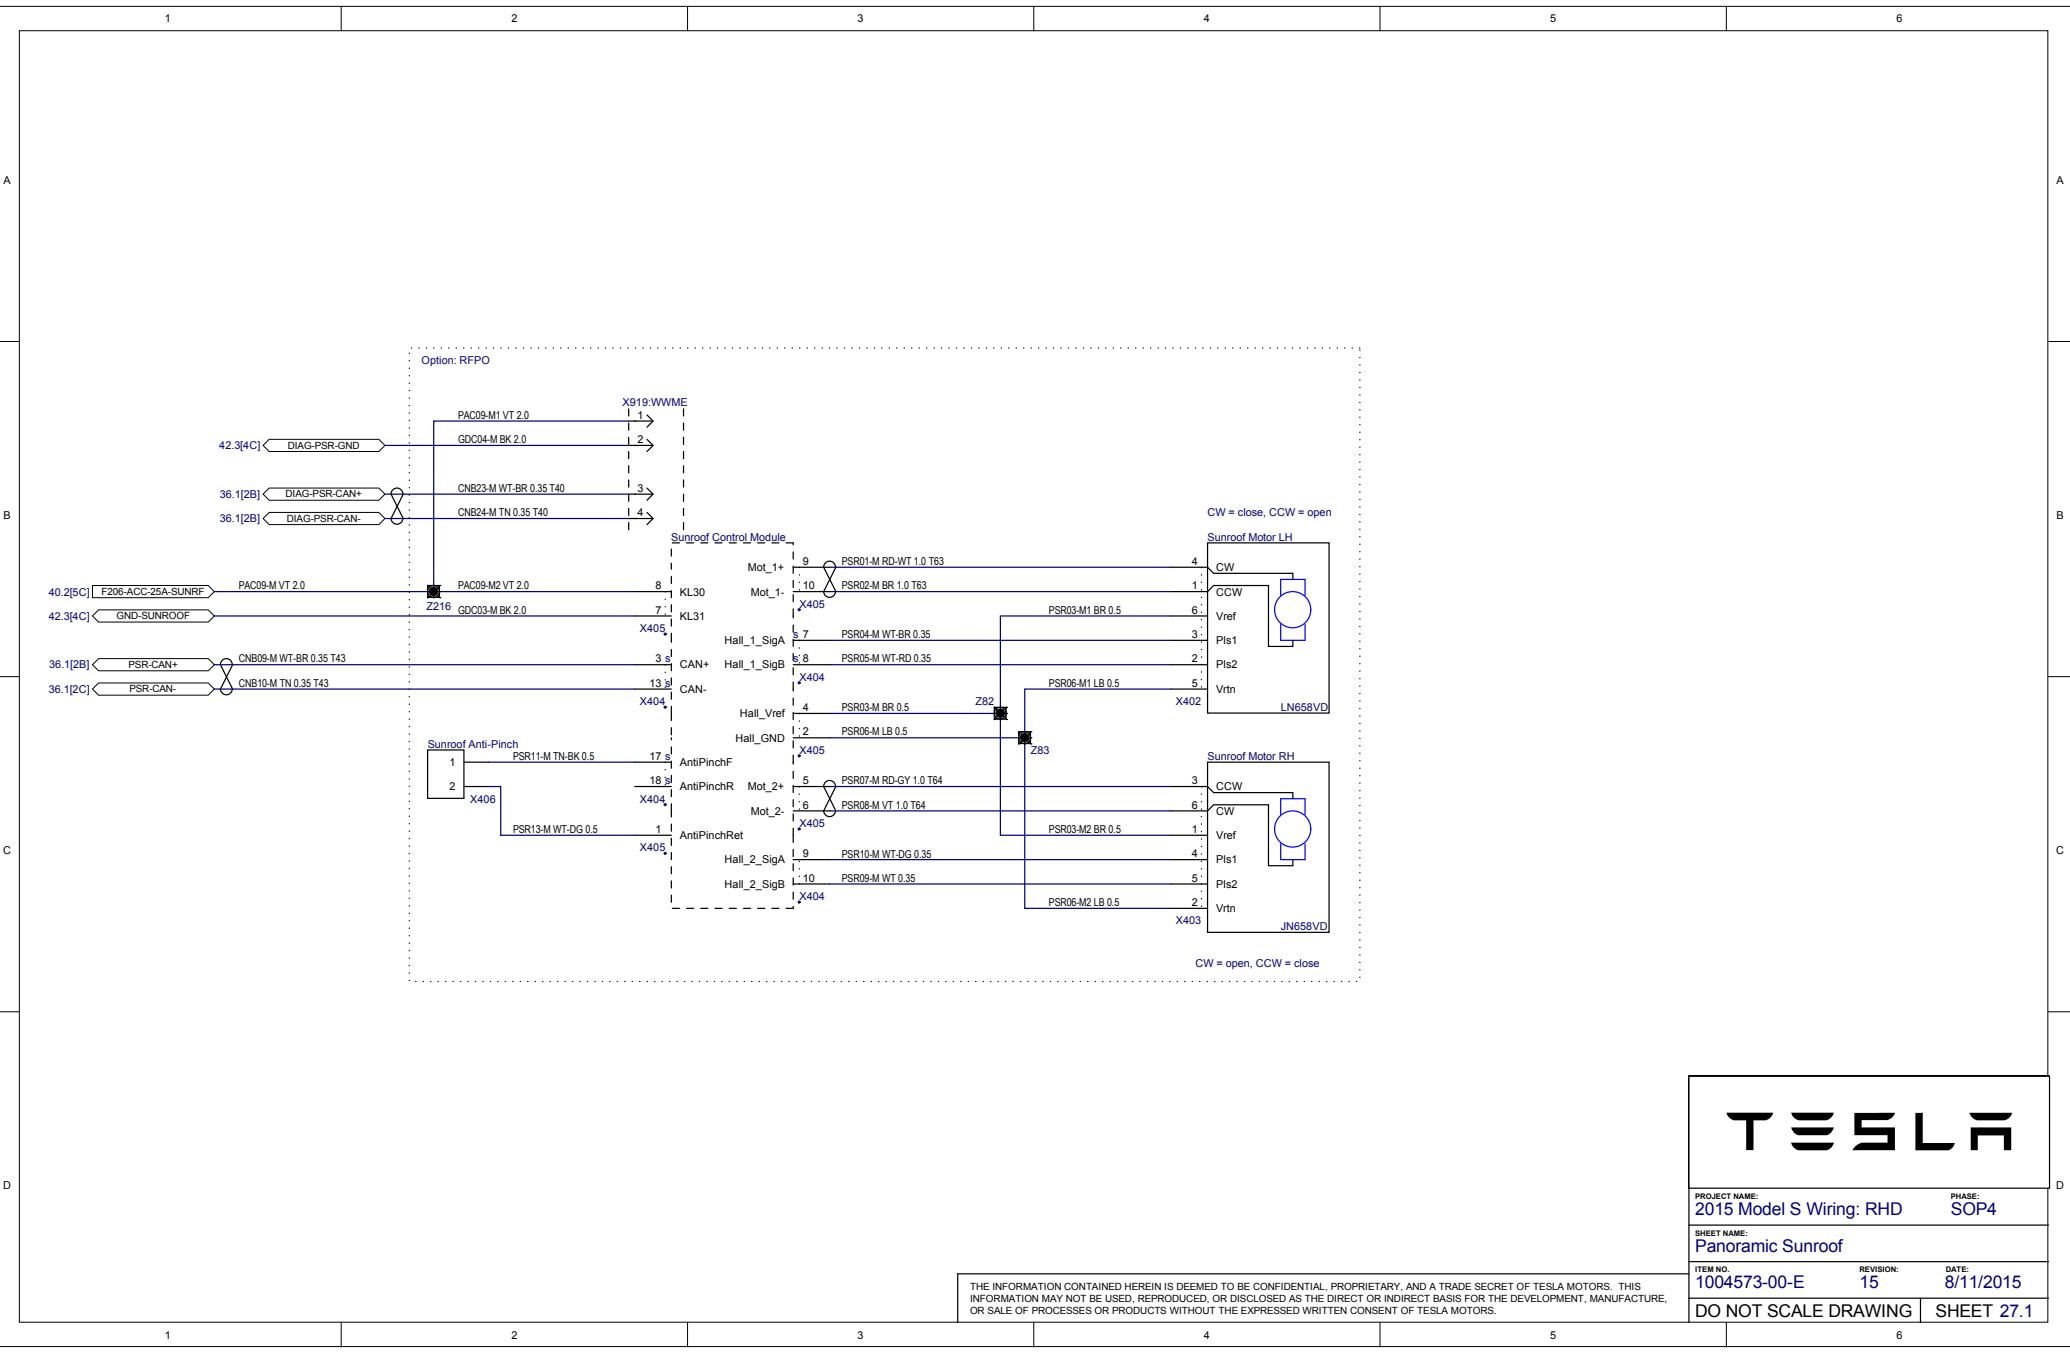 1 2 3 4 5 6
A A
B B
C C
D D
Option: RFPO
X919:WWME
PAC09-M1 VT 2.0 1
42.3[4C] DIAG-PSR-GND GDC04-M BK 2.0 2
36.1[2B] DIAG-PSR-CAN+ CNB23-M WT-BR 0.35 T40 3
36.1[2B] DIAG-PSR-CAN- CNB24-M TN 0.35 T40 4
40.2[5C] F206-ACC-25A-SUNRF PAC09-M VT 2.0 Z216 PAC09-M2 VT 2.0 8 KL30
42.3[4C] GND-SUNROOF GDC03-M BK 2.0 7 KL31
X405
36.1[2B] PSR-CAN+ CNB09-M WT-BR 0.35 T43 3 s CAN+
36.1[2C] PSR-CAN- CNB10-M TN 0.35 T43 13 s CAN-
X404
Sunroof Anti-Pinch
1 PSR11-M TN-BK 0.5 17 s AntiPinchF
2 X406
18 s AntiPinchR
X404
PSR13-M WT-DG 0.5 1 AntiPinchRet
X405
Sunroof Control Module
Mot_1+ 9 PSR01-M RD-WT 1.0 T63
Mot_1- 10 PSR02-M BR 1.0 T63
X405
Hall_1_SigA s 7 PSR04-M WT-BR 0.35
Hall_1_SigB s 8 PSR05-M WT-RD 0.35
X404
Hall_Vref 4 PSR03-M BR 0.5 Z82
Hall_GND 2 PSR06-M LB 0.5 Z83
X405
Mot_2+ 5 PSR07-M RD-GY 1.0 T64
Mot_2- 6 PSR08-M VT 1.0 T64
X405
Hall_2_SigA 9 PSR10-M WT-DG 0.35
Hall_2_SigB 10 PSR09-M WT 0.35
X404
CW = close, CCW = open
Sunroof Motor LH
4 CW
1 CCW
PSR03-M1 BR 0.5 6 Vref
3 Pls1
2 Pls2
PSR06-M1 LB 0.5 5 Vrtn
X402 LN658VD
Sunroof Motor RH
3 CCW
6 CW
PSR03-M2 BR 0.5 1 Vref
4 Pls1
5 Pls2
PSR06-M2 LB 0.5 2 Vrtn
X403 JN658VD
CW = open, CCW = close
TESLA
PROJECT NAME: PHASE:
2015 Model S Wiring: RHD SOP4
SHEET NAME:
Panoramic Sunroof
ITEM NO. REVISION: DATE:
1004573-00-E 15 8/11/2015
DO NOT SCALE DRAWING SHEET 27.1
THE INFORMATION CONTAINED HEREIN IS DEEMED TO BE CONFIDENTIAL, PROPRIETARY, AND A TRADE SECRET OF TESLA MOTORS. THIS
INFORMATION MAY NOT BE USED, REPRODUCED, OR DISCLOSED AS THE DIRECT OR INDIRECT BASIS FOR THE DEVELOPMENT, MANUFACTURE,
OR SALE OF PROCESSES OR PRODUCTS WITHOUT THE EXPRESSED WRITTEN CONSENT OF TESLA MOTORS.
1 2 3 4 5 6